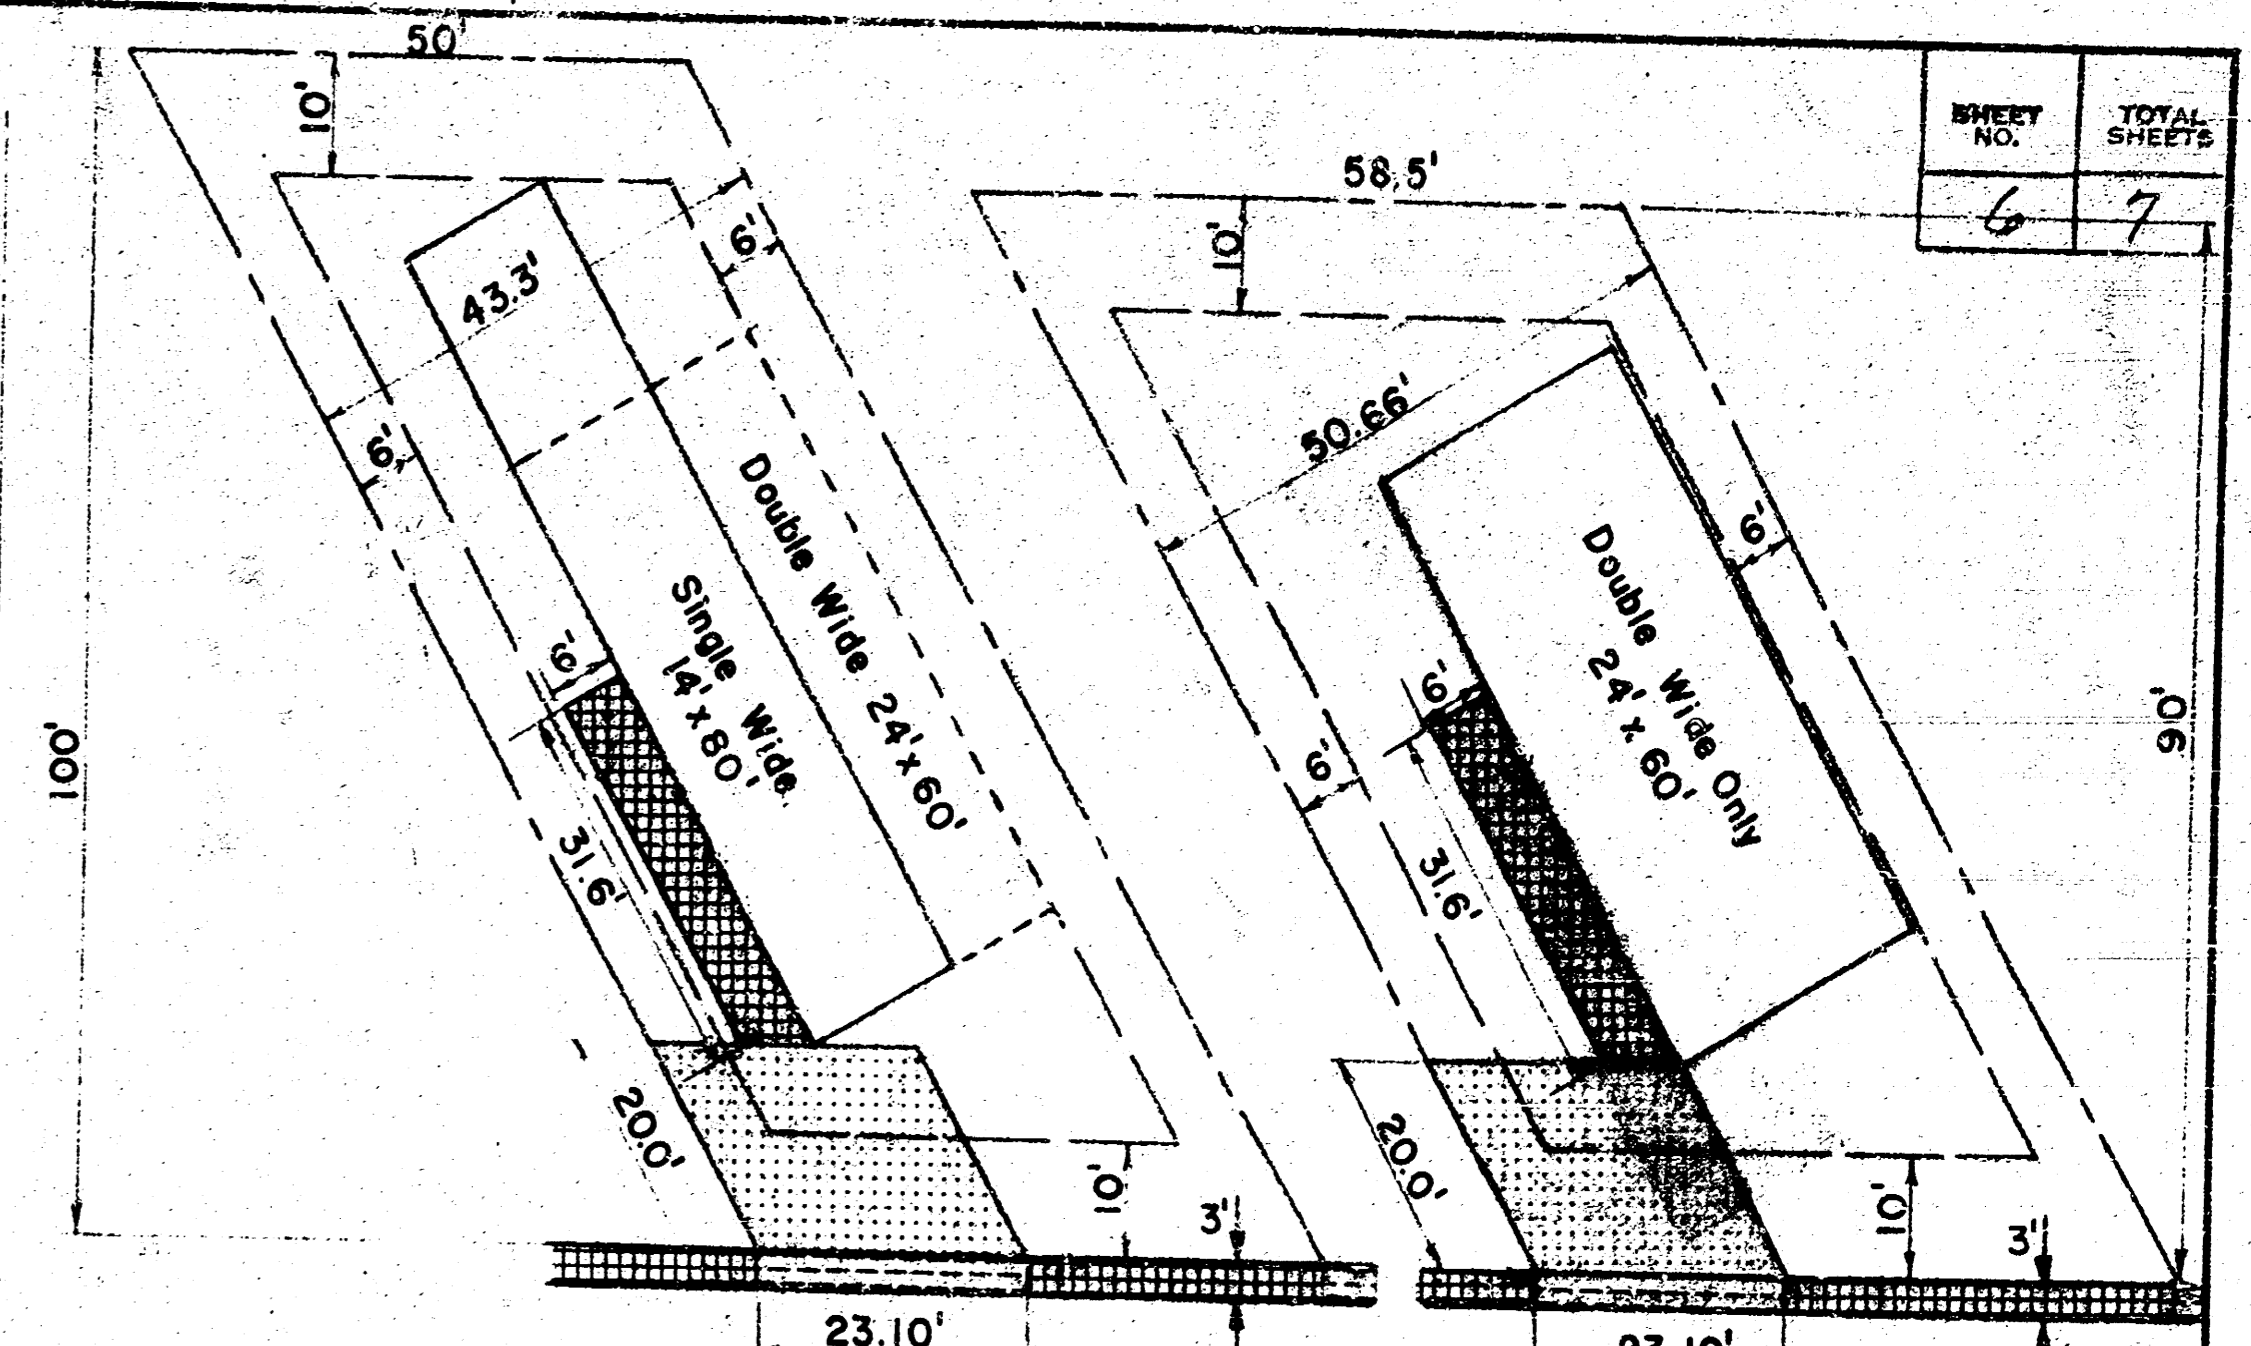 50'
10'
SHEET
NO.
TOTAL
SHEETS
6
7
58.5'
10'
43.3'
6'
6'
50.66'
6'
Double Wide 24' x 60'
Single Wide
14' x 80'
Double Wide Only
24' x 60'
6'
6'
6'
100'
90'
31.6'
31.6'
20.0'
20.0'
10'
3'
10'
3'
23.10'
23.10'